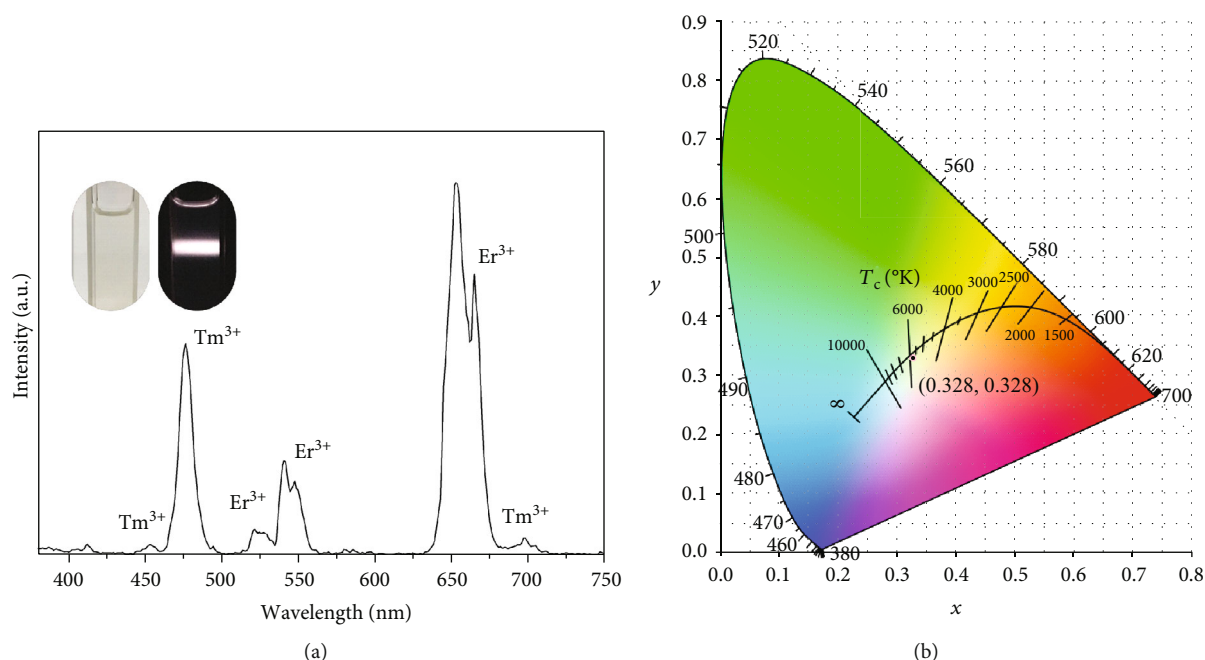 Intensity (a.u.)
Tm³⁺
Tm³⁺
Er³⁺
Er³⁺
Er³⁺
Tm³⁺
400 450 500 550 600 650 700 750
Wavelength (nm)
(a)
0.9
0.8
0.7
0.6
0.5
0.4
0.3
0.2
0.1
0.0
y
0.0 0.1 0.2 0.3 0.4 0.5 0.6 0.7 0.8
x
520
540
560
500
580
600
620
700
490
480
470
460
380
Tc (°K)
4000
3000
2500
6000
2000
1500
10000
∞
(0.328, 0.328)
(b)